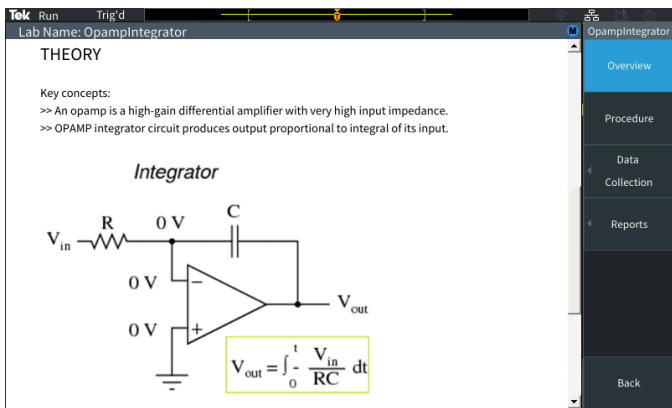 Tek Run Trig'd
Lab Name: OpampIntegrator
M
OpampIntegrator
THEORY
Key concepts:
>> An opamp is a high-gain differential amplifier with very high input impedance.
>> OPAMP integrator circuit produces output proportional to integral of its input.
Integrator
R 0 V C
Vin
0 V
−
Vout
0 V
+
Vout = ∫₀ᵗ - Vin/RC dt
Overview
Procedure
Data
Collection
Reports
Back